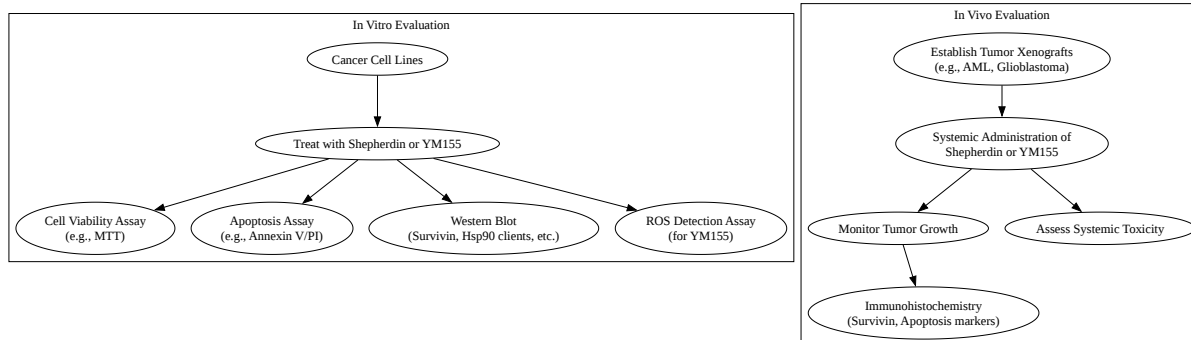 In Vitro Evaluation
Cancer Cell Lines
Treat with Shepherdin or YM155
Cell Viability Assay
(e.g., MTT)
Apoptosis Assay
(e.g., Annexin V/PI)
Western Blot
(Survivin, Hsp90 clients, etc.)
ROS Detection Assay
(for YM155)
In Vivo Evaluation
Establish Tumor Xenografts
(e.g., AML, Glioblastoma)
Systemic Administration of
Shepherdin or YM155
Monitor Tumor Growth
Assess Systemic Toxicity
Immunohistochemistry
(Survivin, Apoptosis markers)